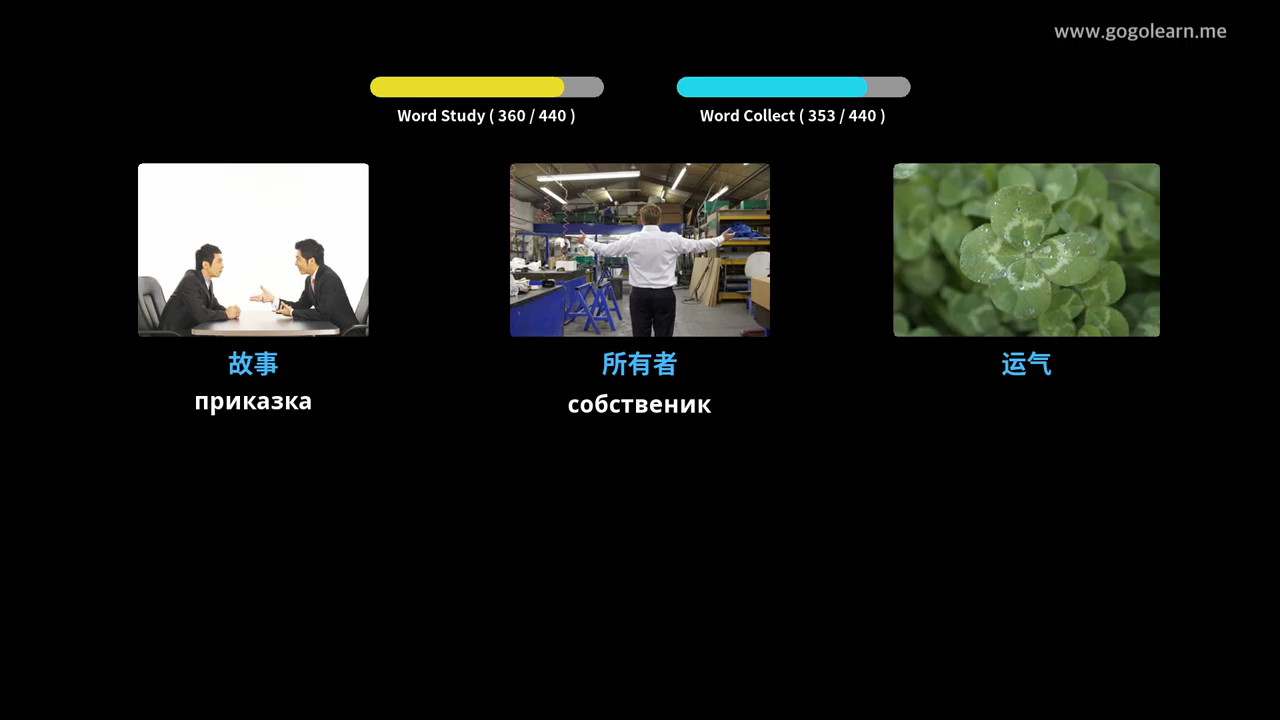 www.gogolearn.me
Word Study ( 360 / 440 )
Word Collect ( 353 / 440 )
故事
所有者
运气
приказка
собственик